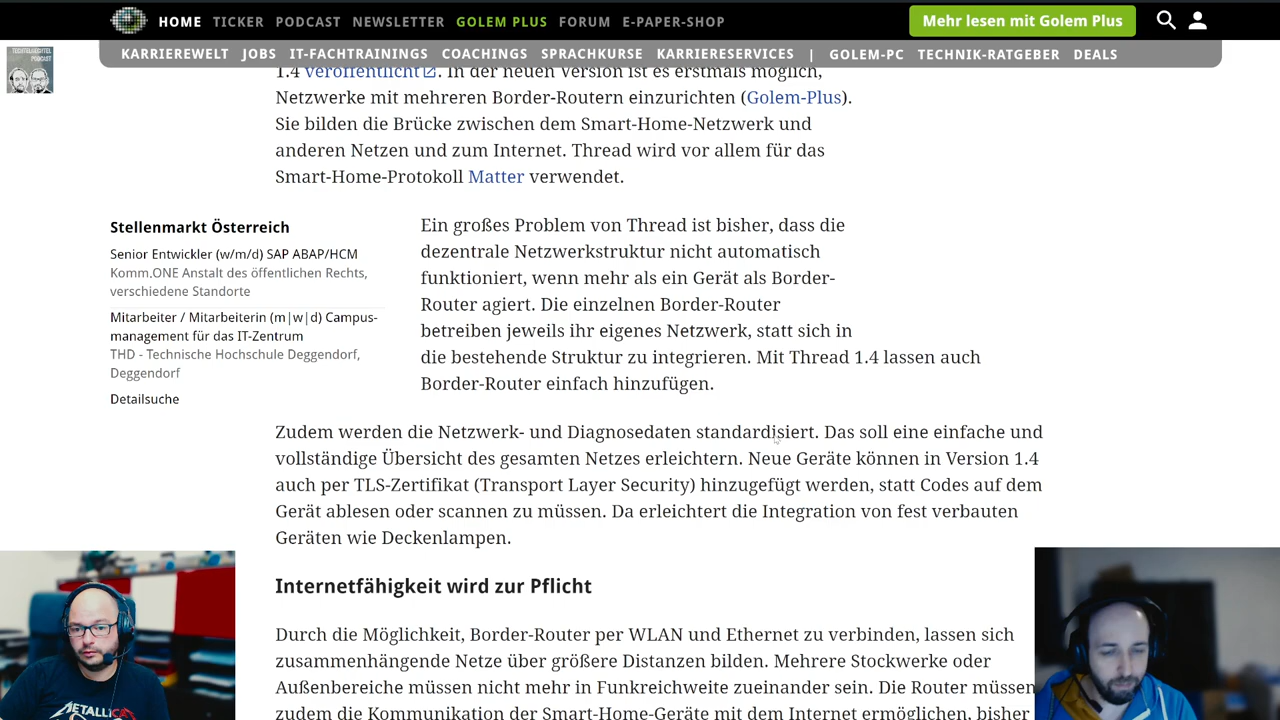 HOME TICKER PODCAST NEWSLETTER GOLEM PLUS FORUM E-PAPER-SHOP Mehr lesen mit Golem Plus
KARRIEREWELT JOBS IT-FACHTRAININGS COACHINGS SPRACHKURSE KARRIERESERVICES | GOLEM-PC TECHNIK-RATGEBER DEALS
PODCAST
1.4 veröffentlicht. In der neuen Version ist es erstmals möglich,
Netzwerke mit mehreren Border-Routern einzurichten (Golem-Plus).
Sie bilden die Brücke zwischen dem Smart-Home-Netzwerk und
anderen Netzen und zum Internet. Thread wird vor allem für das
Smart-Home-Protokoll Matter verwendet.
Stellenmarkt Österreich
Senior Entwickler (w/m/d) SAP ABAP/HCM
Komm.ONE Anstalt des öffentlichen Rechts,
verschiedene Standorte
Mitarbeiter / Mitarbeiterin (m|w|d) Campus-
management für das IT-Zentrum
THD - Technische Hochschule Deggendorf,
Deggendorf
Detailsuche
Ein großes Problem von Thread ist bisher, dass die
dezentrale Netzwerkstruktur nicht automatisch
funktioniert, wenn mehr als ein Gerät als Border-
Router agiert. Die einzelnen Border-Router
betreiben jeweils ihr eigenes Netzwerk, statt sich in
die bestehende Struktur zu integrieren. Mit Thread 1.4 lassen auch
Border-Router einfach hinzufügen.
Zudem werden die Netzwerk- und Diagnosedaten standardisiert. Das soll eine einfache und
vollständige Übersicht des gesamten Netzes erleichtern. Neue Geräte können in Version 1.4
auch per TLS-Zertifikat (Transport Layer Security) hinzugefügt werden, statt Codes auf dem
Gerät ablesen oder scannen zu müssen. Da erleichtert die Integration von fest verbauten
Geräten wie Deckenlampen.
Internetfähigkeit wird zur Pflicht
Durch die Möglichkeit, Border-Router per WLAN und Ethernet zu verbinden, lassen sich
zusammenhängende Netze über größere Distanzen bilden. Mehrere Stockwerke oder
Außenbereiche müssen nicht mehr in Funkreichweite zueinander sein. Die Router müssen
zudem die Kommunikation der Smart-Home-Geräte mit dem Internet ermöglichen, bisher
METALLICA